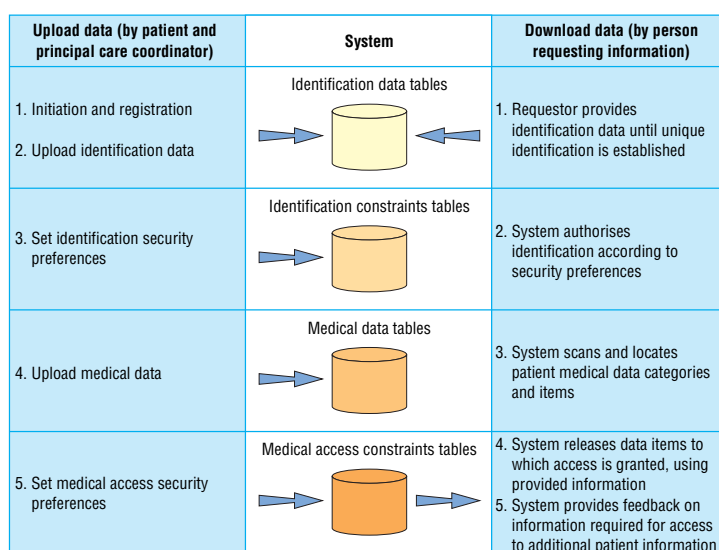 Upload data (by patient and
principal care coordinator)
System
Download data (by person
requesting information)
1. Initiation and registration
2. Upload identification data
Identification data tables
1. Requestor provides
identification data until unique
identification is established
3. Set identification security
preferences
Identification constraints tables
2. System authorises
identification according to
security preferences
4. Upload medical data
Medical data tables
3. System scans and locates
patient medical data categories
and items
5. Set medical access security
preferences
Medical access constraints tables
4. System releases data items to
which access is granted, using
provided information
5. System provides feedback on
information required for access
to additional patient information